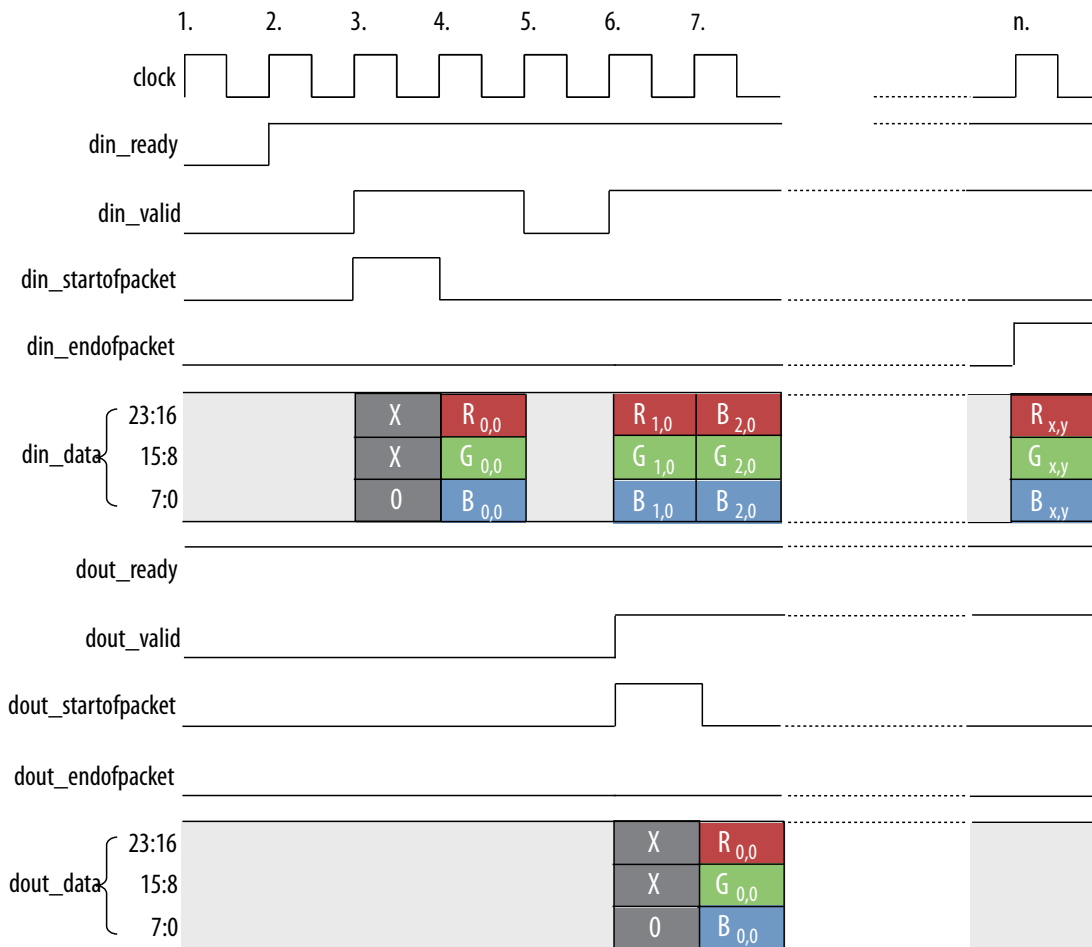 1. 2. 3. 4. 5. 6. 7. n.
clock
din_ready
din_valid
din_startofpacket
din_endofpacket
23:16 X R 0,0 R 1,0 B 2,0 R x,y
din_data 15:8 X G 0,0 G 1,0 G 2,0 G x,y
7:0 0 B 0,0 B 1,0 B 2,0 B x,y
dout_ready
dout_valid
dout_startofpacket
dout_endofpacket
23:16 X R 0,0
dout_data 15:8 X G 0,0
7:0 0 B 0,0